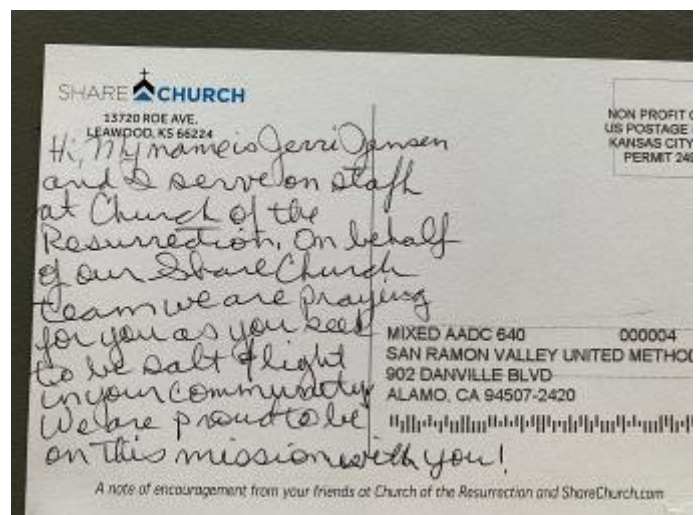 SHARE CHURCH
13720 ROE AVE.
LEAWOOD, KS 66224
Hi, My name is Jerri Jansen
and I serve on staff
at Church of the
Resurrection. On behalf
of our ShareChurch
team we are praying
for you as you seek
to be salt & light
in your community
We are proud to be
on this mission with you!
NON PROFIT
US POSTAGE
KANSAS CITY
PERMIT 24
MIXED AADC 640 000004
SAN RAMON VALLEY UNITED METHO
902 DANVILLE BLVD
ALAMO, CA 94507-2420
A note of encouragement from your friends at Church of the Resurrection and ShareChurch.com